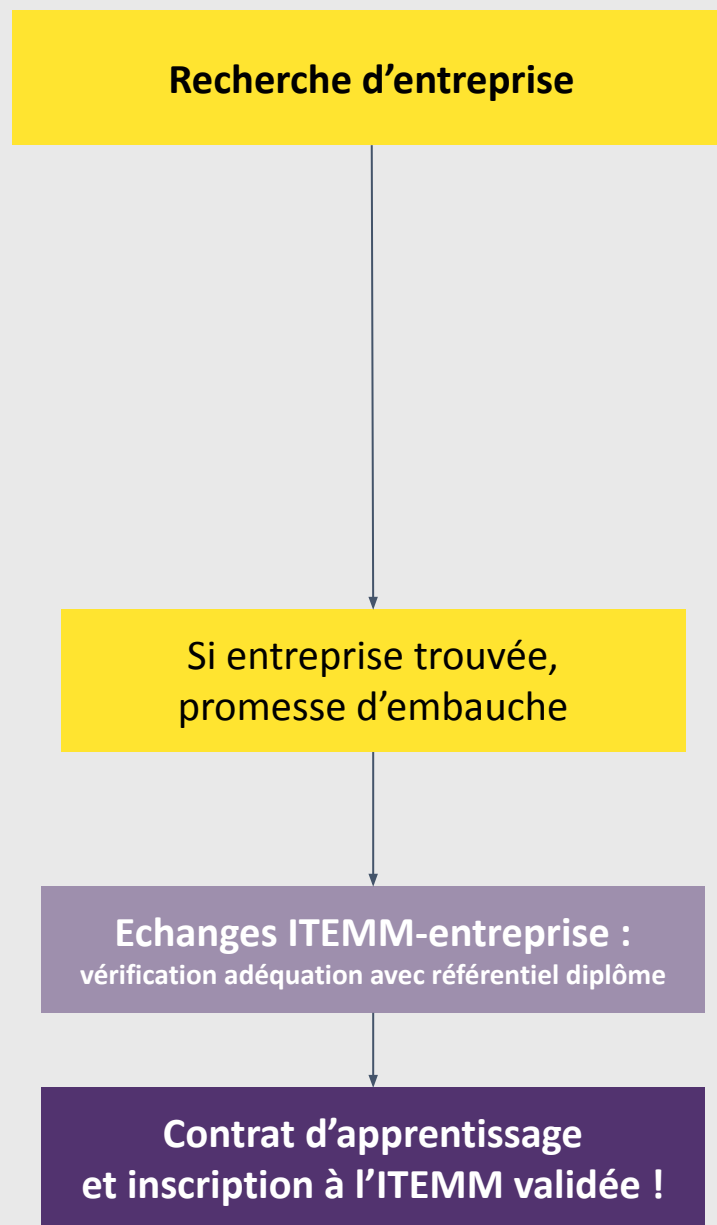 Recherche d’entreprise
Si entreprise trouvée,
promesse d’embauche
Echanges ITEMM-entreprise :
vérification adéquation avec référentiel diplôme
Contrat d’apprentissage
et inscription à l’ITEMM validée !